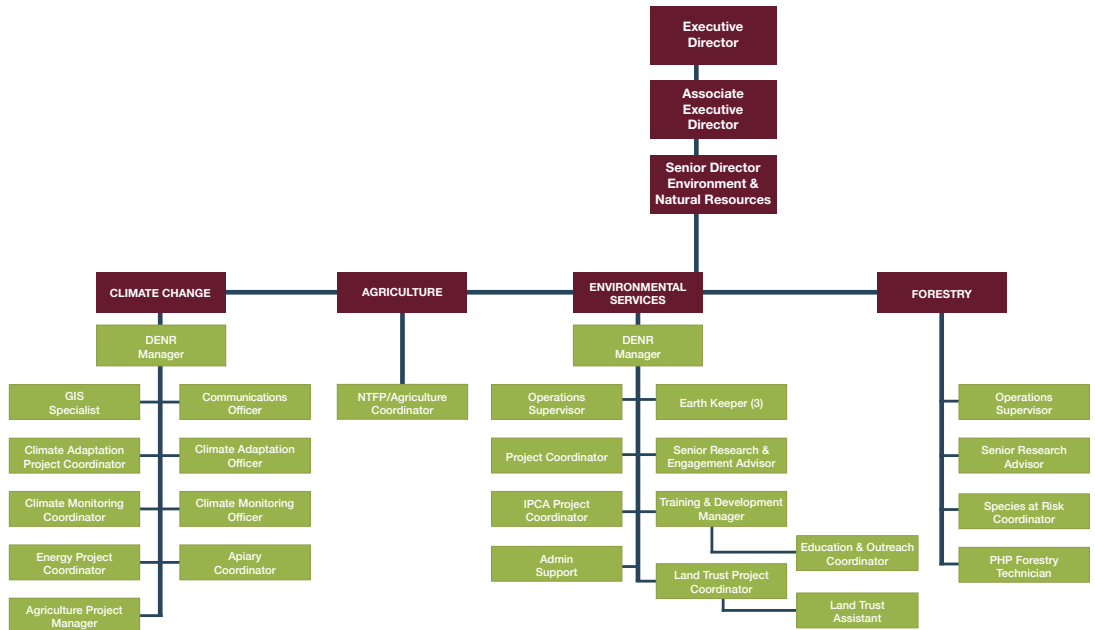 Executive
Director
Associate
Executive
Director
Senior Director
Environment &
Natural Resources
CLIMATE CHANGE
AGRICULTURE
ENVIRONMENTAL
SERVICES
FORESTRY
DENR
Manager
GIS
Specialist
Communications
Officer
Climate Adaptation
Project Coordinator
Climate Adaptation
Officer
Climate Monitoring
Coordinator
Climate Monitoring
Officer
Energy Project
Coordinator
Apiary
Coordinator
Agriculture Project
Manager
NTFP/Agriculture
Coordinator
DENR
Manager
Operations
Supervisor
Earth Keeper (3)
Project Coordinator
Senior Research &
Engagement Advisor
IPCA Project
Coordinator
Training & Development
Manager
Education & Outreach
Coordinator
Admin
Support
Land Trust Project
Coordinator
Land Trust
Assistant
Operations
Supervisor
Senior Research
Advisor
Species at Risk
Coordinator
PHP Forestry
Technician